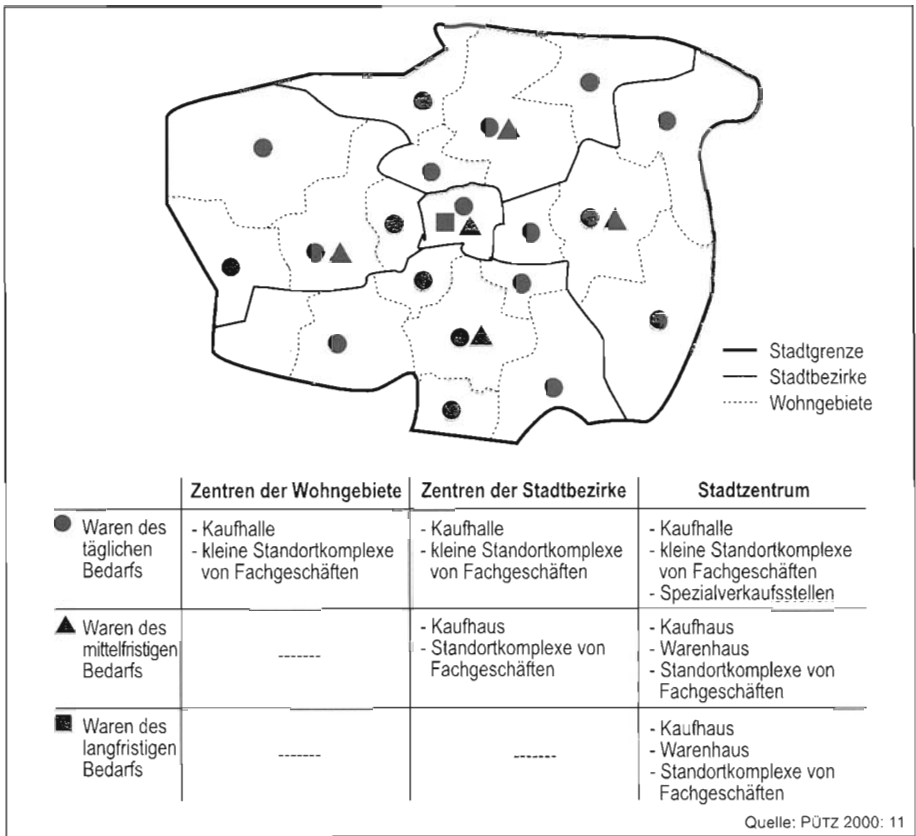 Stadtgrenze
Stadtbezirke
Wohngebiete
Zentren der Wohngebiete
Zentren der Stadtbezirke
Stadtzentrum
Waren des
täglichen
Bedarfs
- Kaufhalle
- kleine Standortkomplexe
von Fachgeschäften
- Kaufhalle
- kleine Standortkomplexe
von Fachgeschäften
- Kaufhalle
- kleine Standortkomplexe
von Fachgeschäften
- Spezialverkaufsstellen
Waren des
mittelfristigen
Bedarfs
------
- Kaufhaus
- Standortkomplexe von
Fachgeschäften
- Kaufhaus
- Warenhaus
- Standortkomplexe von
Fachgeschäften
Waren des
langfristigen
Bedarfs
------
------
- Kaufhaus
- Warenhaus
- Standortkomplexe von
Fachgeschäften
Quelle: PÜTZ 2000: 11